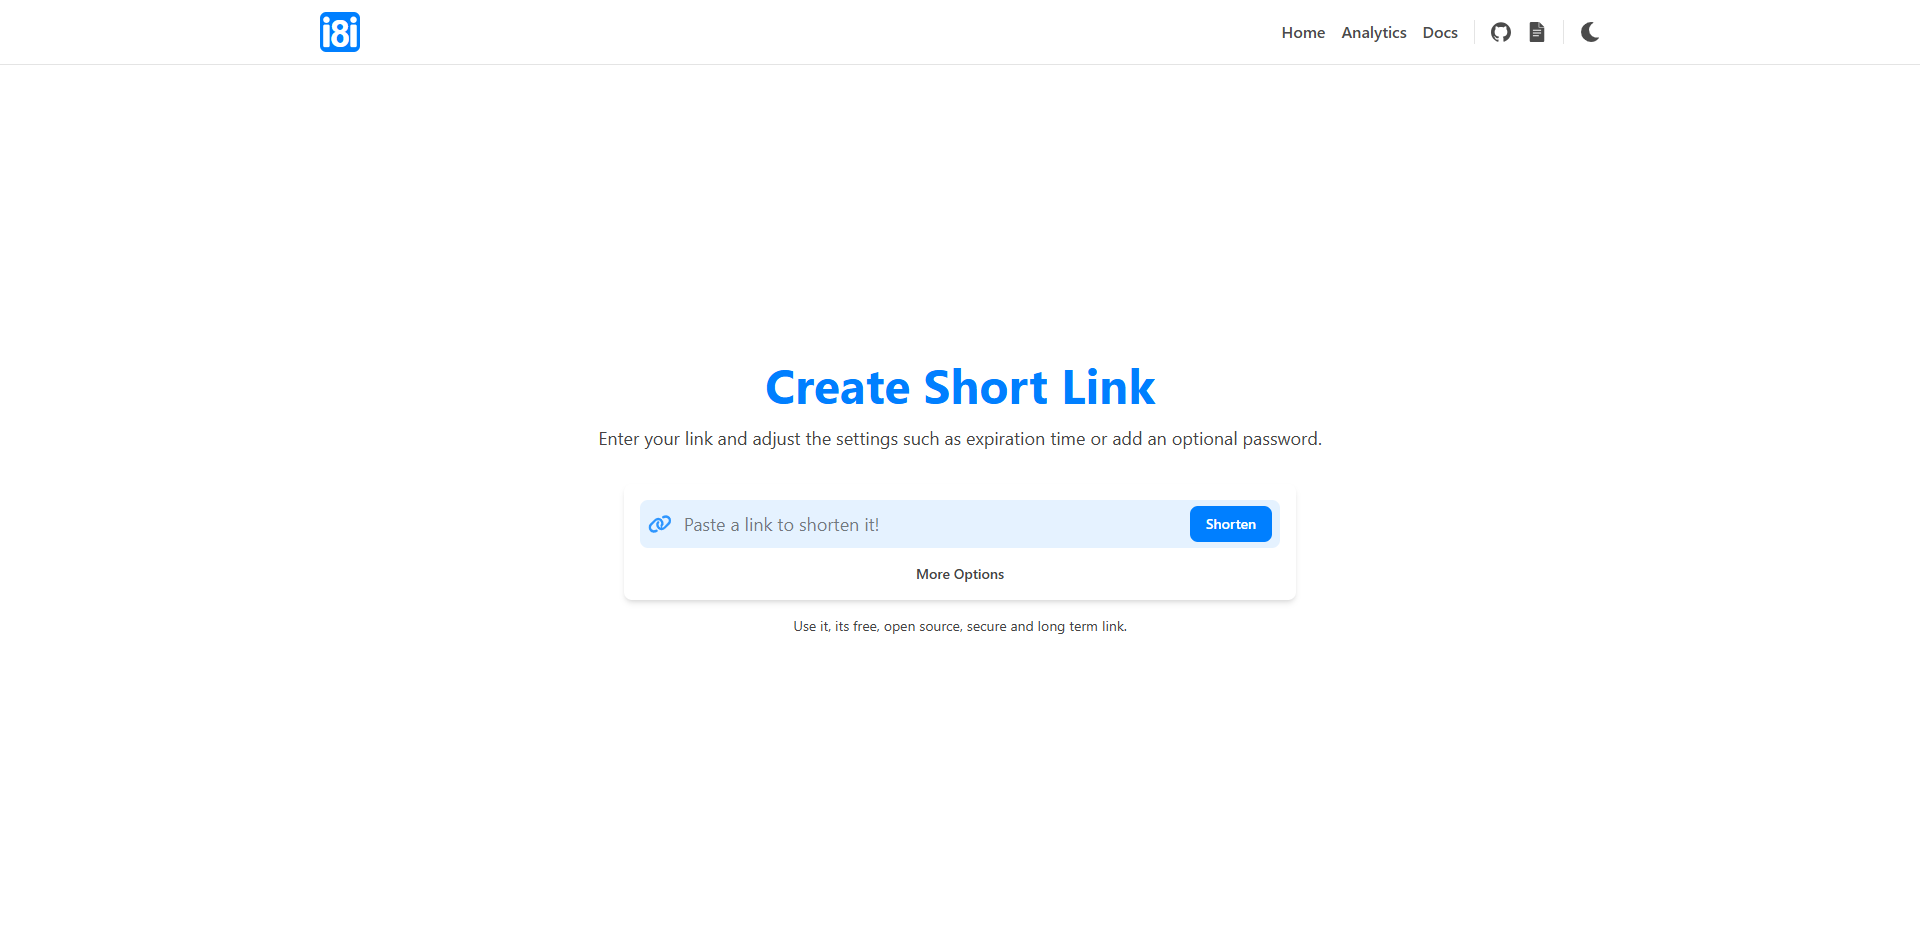 i8i
Home Analytics Docs
Create Short Link
Enter your link and adjust the settings such as expiration time or add an optional password.
Paste a link to shorten it! Shorten
More Options
Use it, its free, open source, secure and long term link.